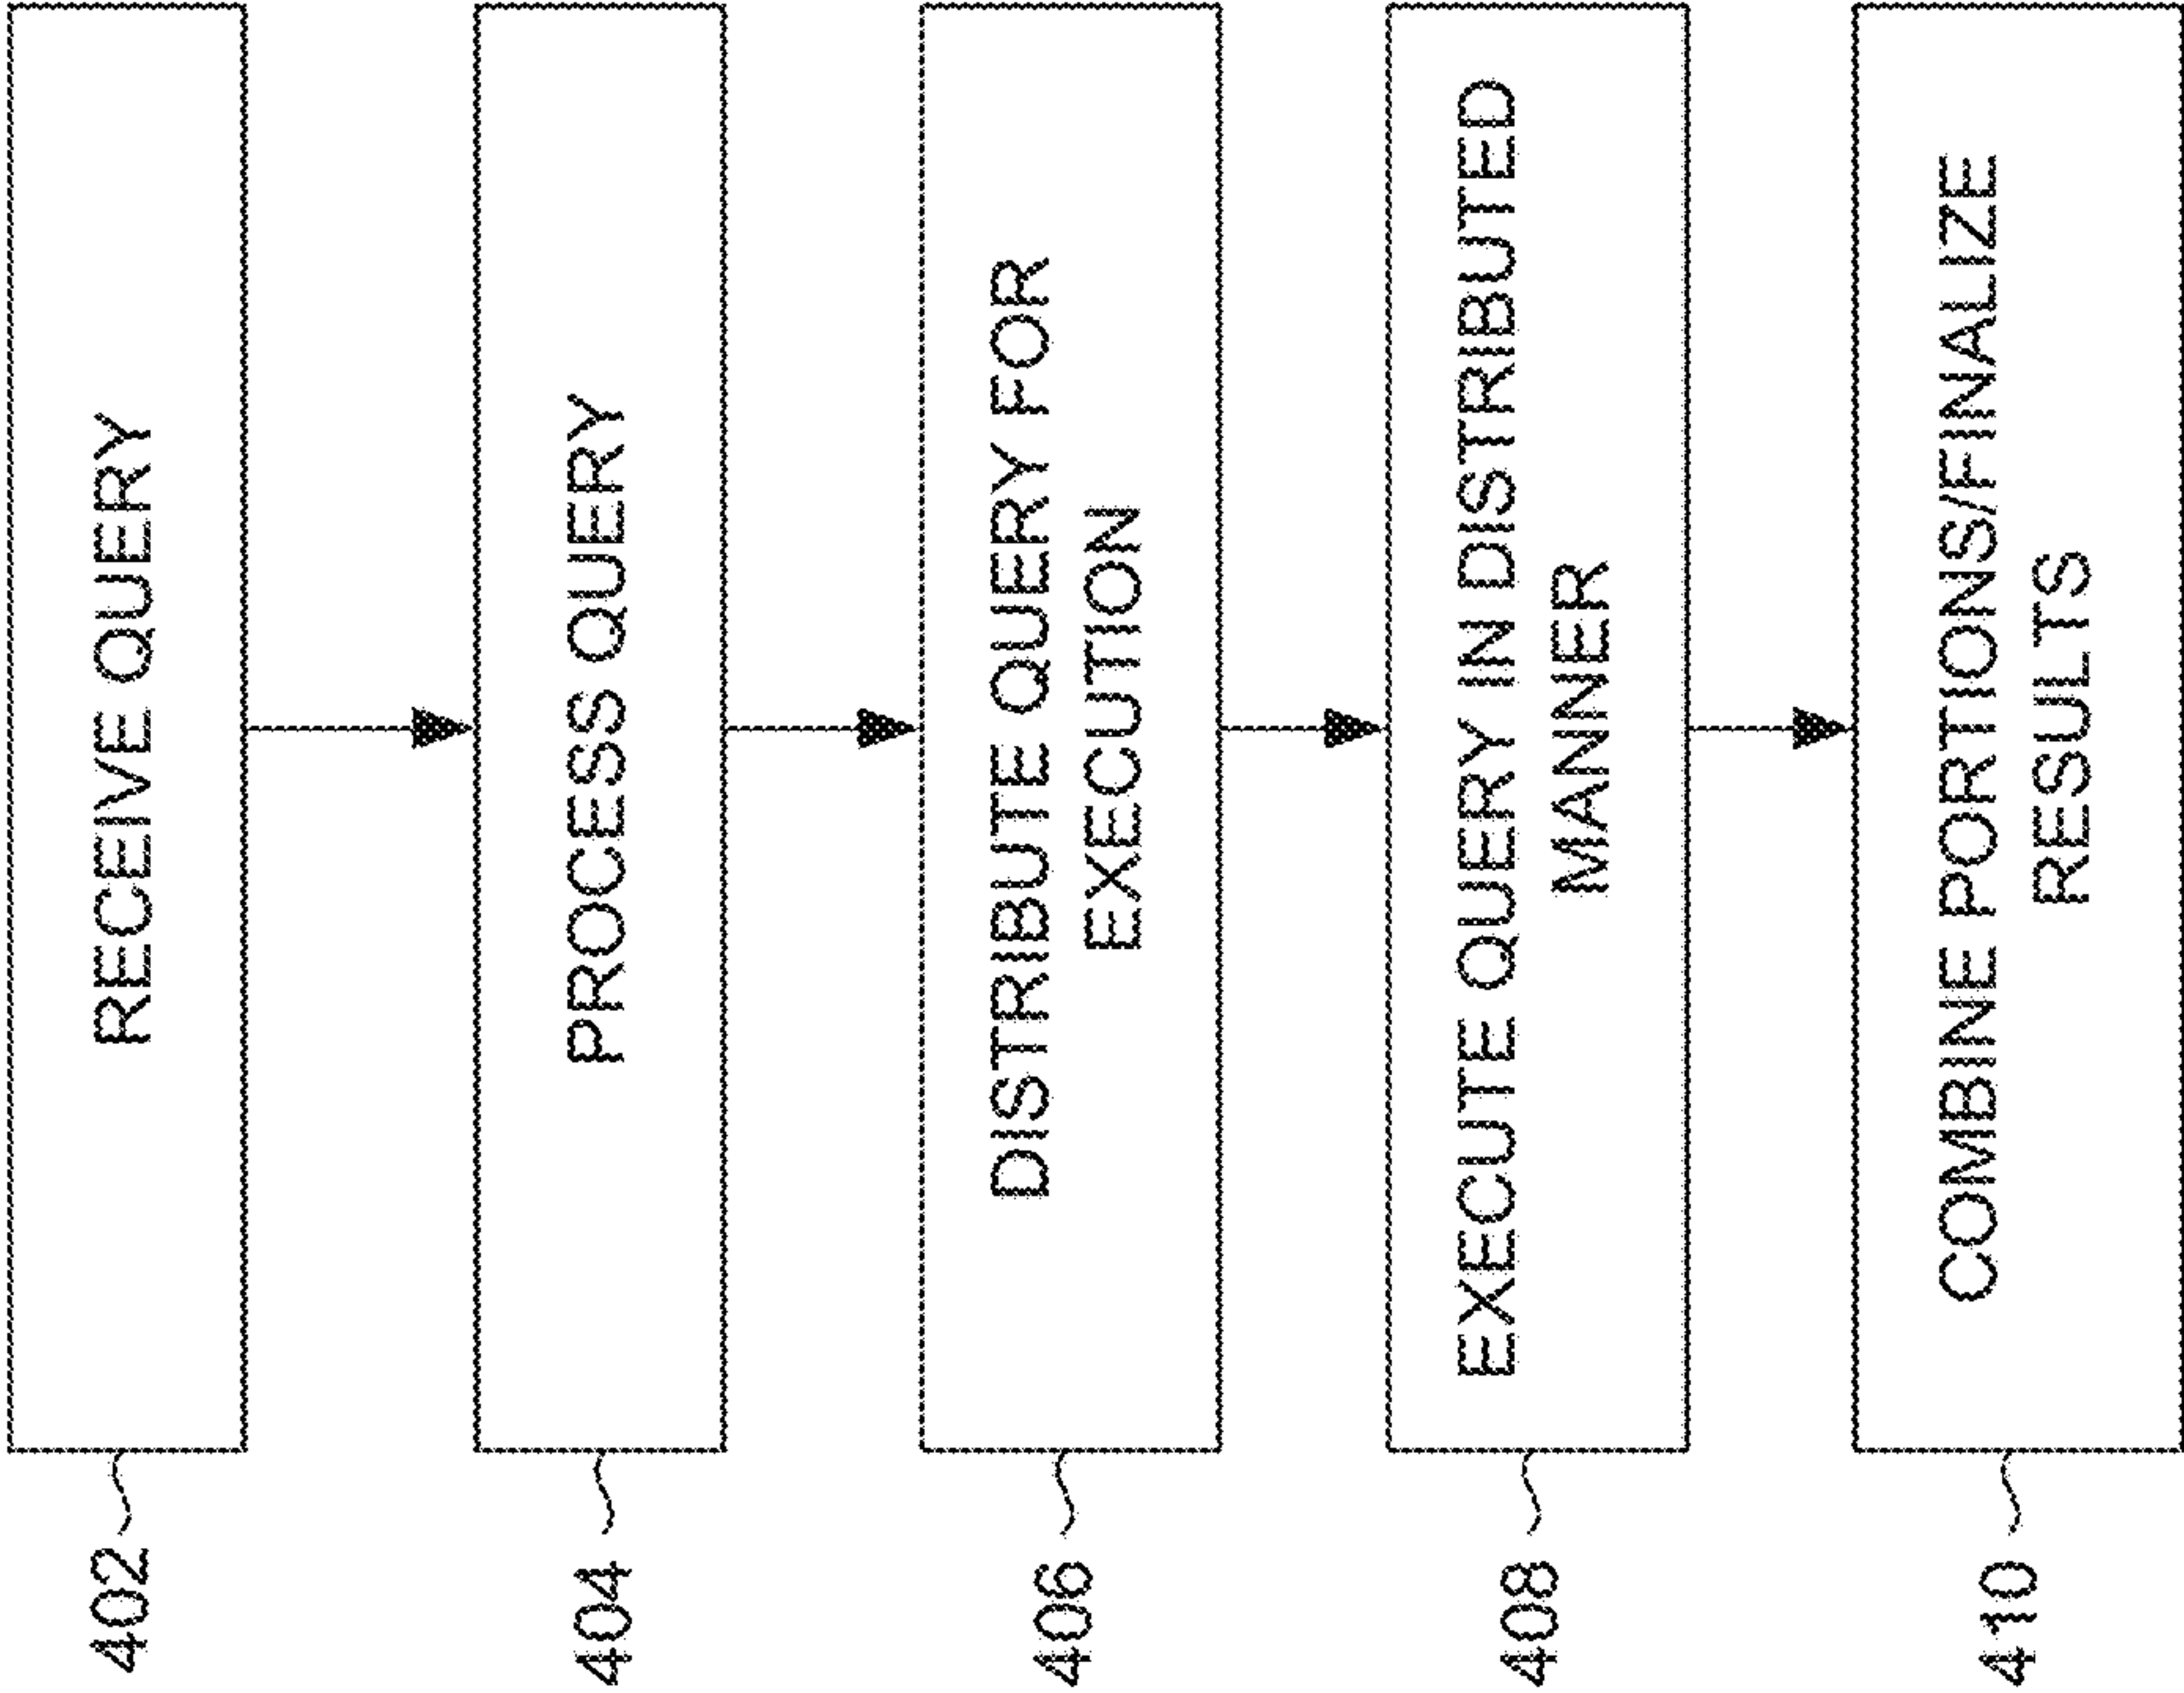 402
RECEIVE QUERY
404
PROCESS QUERY
406
DISTRIBUTE QUERY FOR
EXECUTION
408
EXECUTE QUERY IN DISTRIBUTED
MANNER
410
COMBINE PORTIONS/FINALIZE
RESULTS